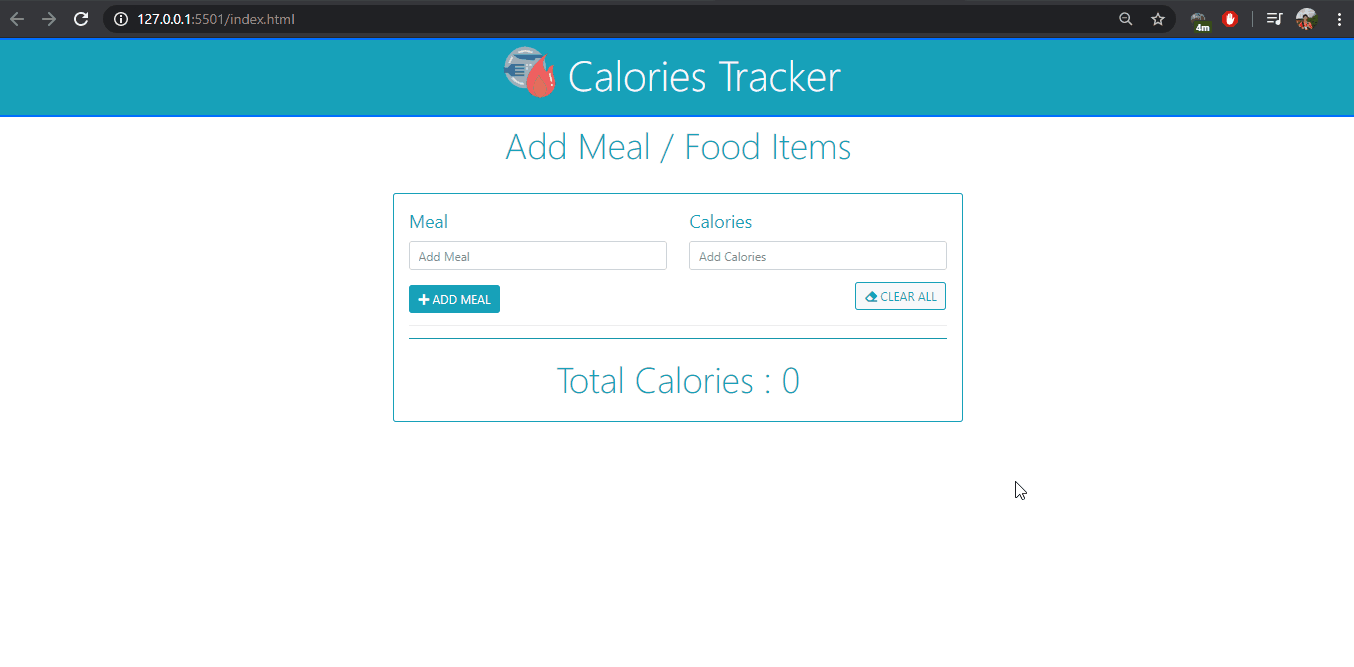 127.0.0.1:5501/index.html
4m
Calories Tracker
Add Meal / Food Items
Meal Calories
Add Meal Add Calories
ADD MEAL CLEAR ALL
Total Calories : 0